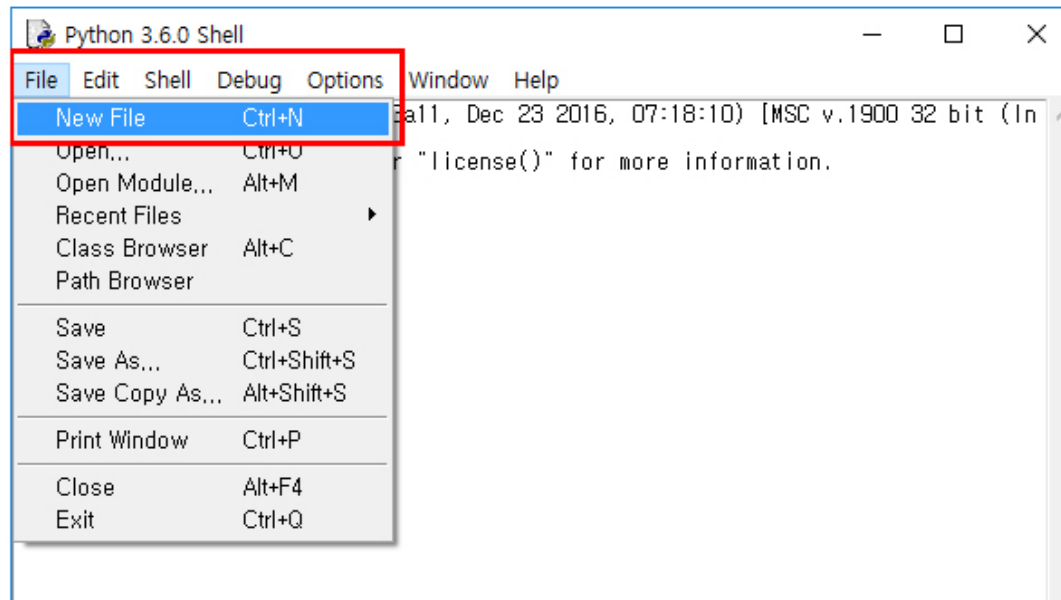 Python 3.6.0 Shell
File Edit Shell Debug Options Window Help
New File Ctrl+N
Open... Ctrl+O
Open Module... Alt+M
Recent Files
Class Browser Alt+C
Path Browser
Save Ctrl+S
Save As... Ctrl+Shift+S
Save Copy As... Alt+Shift+S
Print Window Ctrl+P
Close Alt+F4
Exit Ctrl+Q
Dec 23 2016, 07:18:10) [MSC v.1900 32 bit (In
"license()" for more information.